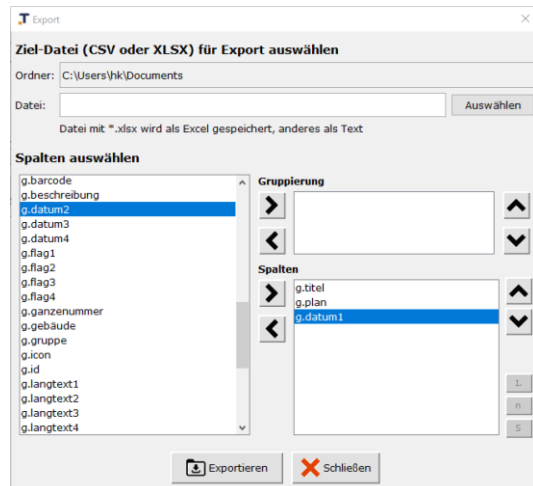 Export
Ziel-Datei (CSV oder XLSX) für Export auswählen
Ordner: C:\Users\hk\Documents
Datei: Auswählen
Datei mit *.xlsx wird als Excel gespeichert, anderes als Text
Spalten auswählen
g.barcode
g.beschreibung
g.datum2
g.datum3
g.datum4
g.flag1
g.flag2
g.flag3
g.flag4
g.ganzenummer
g.gebäude
g.gruppe
g.icon
g.id
g.langtext1
g.langtext2
g.langtext3
g.langtext4
Gruppierung
Spalten
g.titel
g.plan
g.datum1
1.
n
S
Exportieren
Schließen